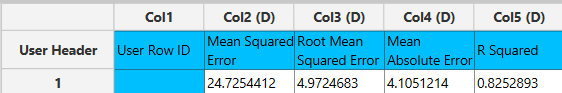 Col1 Col2 (D) Col3 (D) Col4 (D) Col5 (D)
User Header User Row ID Mean Squared Error Root Mean Squared Error Mean Absolute Error R Squared
1 24.7254412 4.9724683 4.1051214 0.8252893